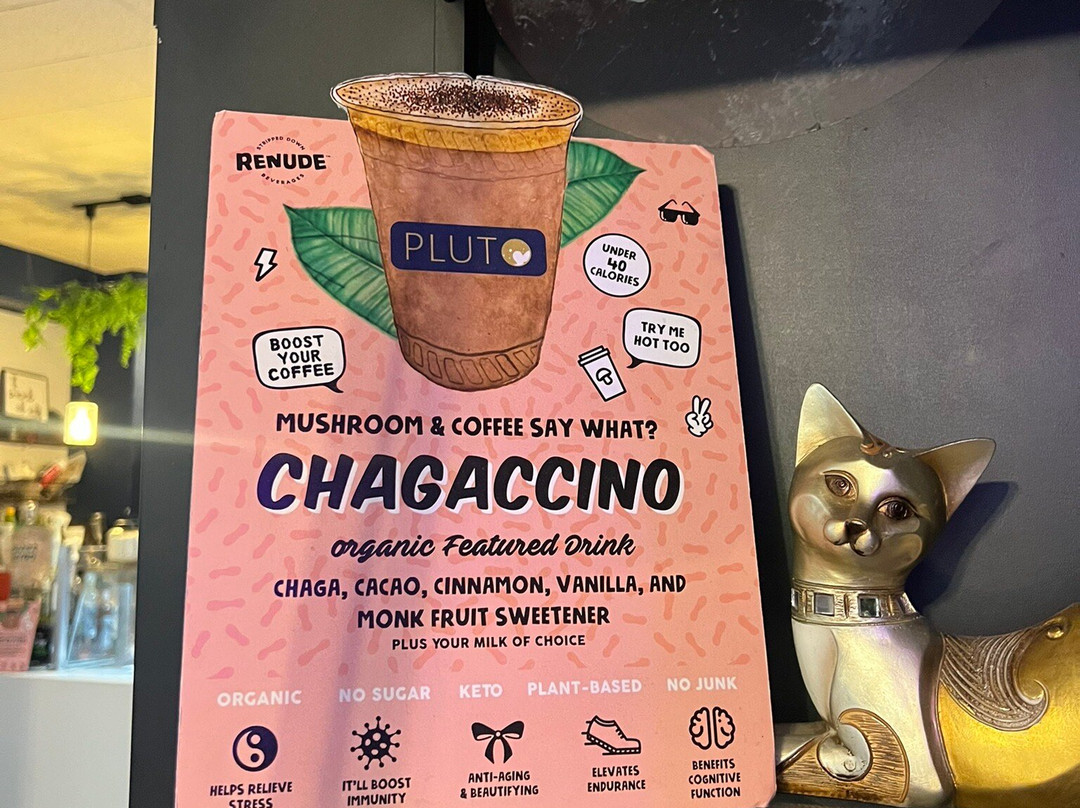 STRIPPED DOWN
RENUDE™
BEVERAGES
PLUTO
UNDER
40
CALORIES
TRY ME
HOT TOO
BOOST
YOUR
COFFEE
MUSHROOM & COFFEE SAY WHAT?
CHAGACCINO
organic Featured Drink
CHAGA, CACAO, CINNAMON, VANILLA, AND
MONK FRUIT SWEETENER
PLUS YOUR MILK OF CHOICE
ORGANIC NO SUGAR KETO PLANT-BASED NO JUNK
HELPS RELIEVE
STRESS
IT'LL BOOST
IMMUNITY
ANTI-AGING
& BEAUTIFYING
ELEVATES
ENDURANCE
BENEFITS
COGNITIVE
FUNCTION